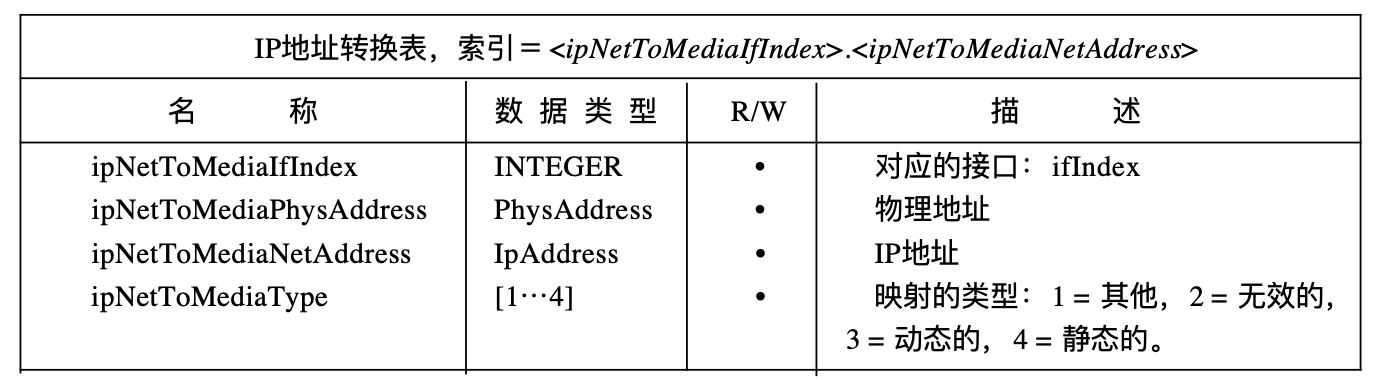 IP地址转换表，索引＝<ipNetToMediaIfIndex>.<ipNetToMediaNetAddress>
名 称 数据类型 R/W 描 述
ipNetToMediaIfIndex INTEGER • 对应的接口：ifIndex
ipNetToMediaPhysAddress PhysAddress • 物理地址
ipNetToMediaNetAddress IpAddress • IP地址
ipNetToMediaType [1…4] • 映射的类型：1 = 其他，2 = 无效的，
3 = 动态的，4 = 静态的。